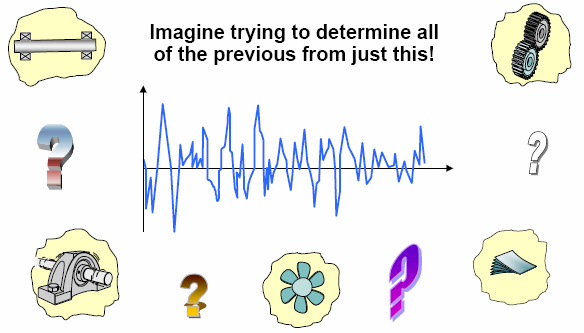 Imagine trying to determine all
of the previous from just this!
?
?
?
?